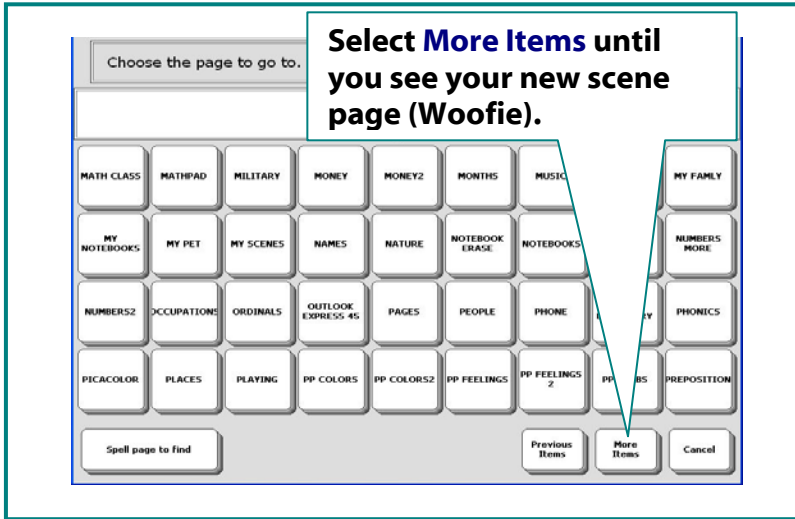 Select More Items until
you see your new scene
page (Woofie).
Choose the page to go to.
MATH CLASS MATHPAD MILITARY MONEY MONEY2 MONTHS MUSIC MY FAMLY
MY NOTEBOOKS MY PET MY SCENES NAMES NATURE NOTEBOOK ERASE NOTEBOOKS NUMBERS MORE
NUMBERS2 OCCUPATIONS ORDINALS OUTLOOK EXPRESS 45 PAGES PEOPLE PHONE PHONICS
PICACOLOR PLACES PLAYING PP COLORS PP COLORS2 PP FEELINGS PP FEELINGS 2 PREPOSITION
Spell page to find Previous Items More Items Cancel